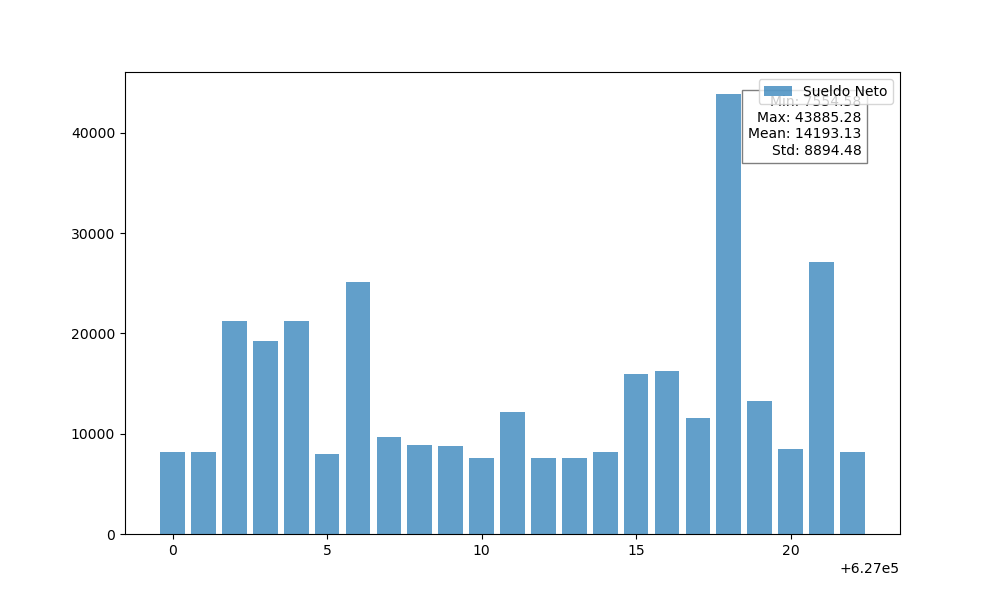 Sueldo Neto
Min: 7554.58
Max: 43885.28
Mean: 14193.13
Std: 8894.48
40000
30000
20000
10000
0
0 5 10 15 20
+6.27e5